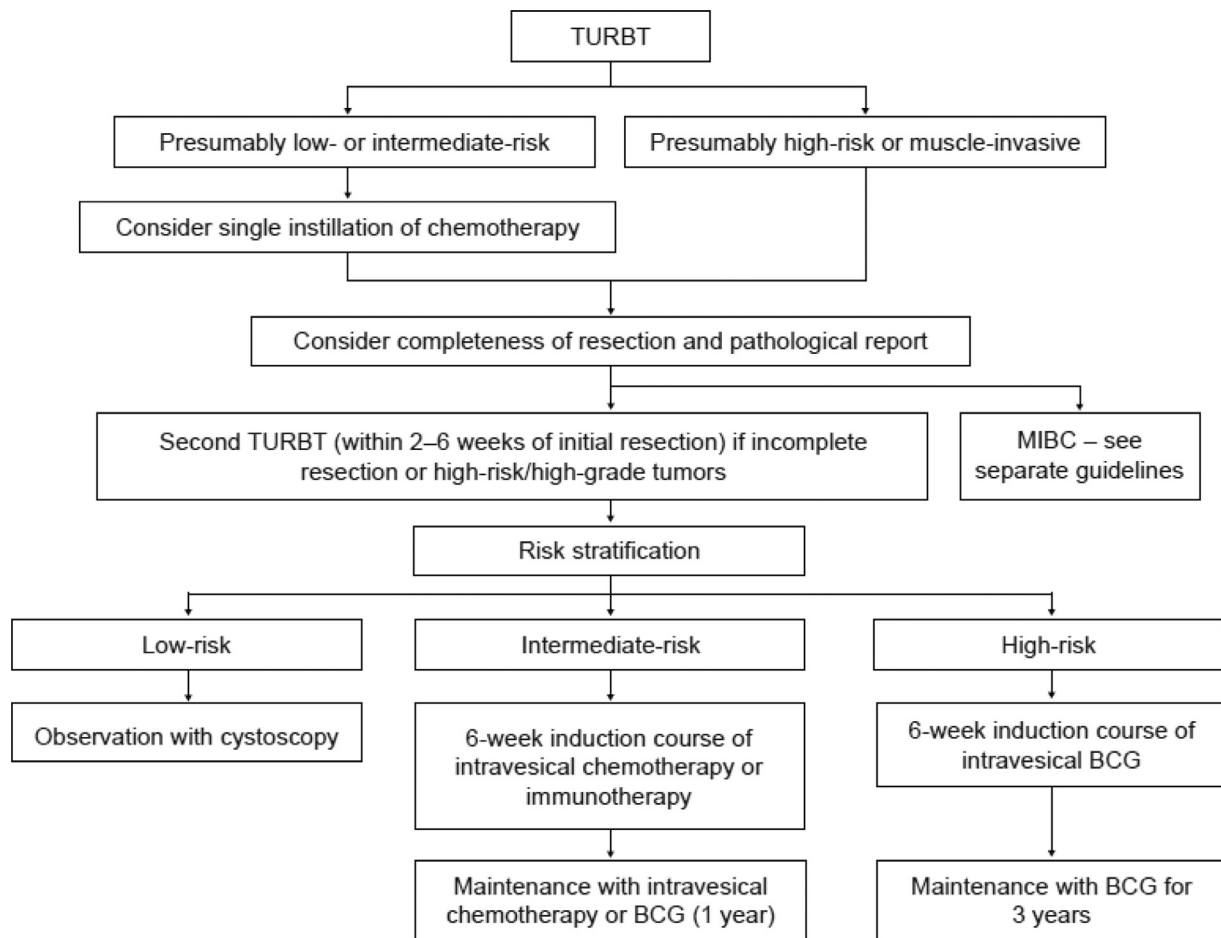 TURBT
Presumably low- or intermediate-risk
Presumably high-risk or muscle-invasive
Consider single instillation of chemotherapy
Consider completeness of resection and pathological report
Second TURBT (within 2–6 weeks of initial resection) if incomplete
resection or high-risk/high-grade tumors
MIBC – see
separate guidelines
Risk stratification
Low-risk
Intermediate-risk
High-risk
Observation with cystoscopy
6-week induction course of
intravesical chemotherapy or
immunotherapy
6-week induction course of
intravesical BCG
Maintenance with intravesical
chemotherapy or BCG (1 year)
Maintenance with BCG for
3 years